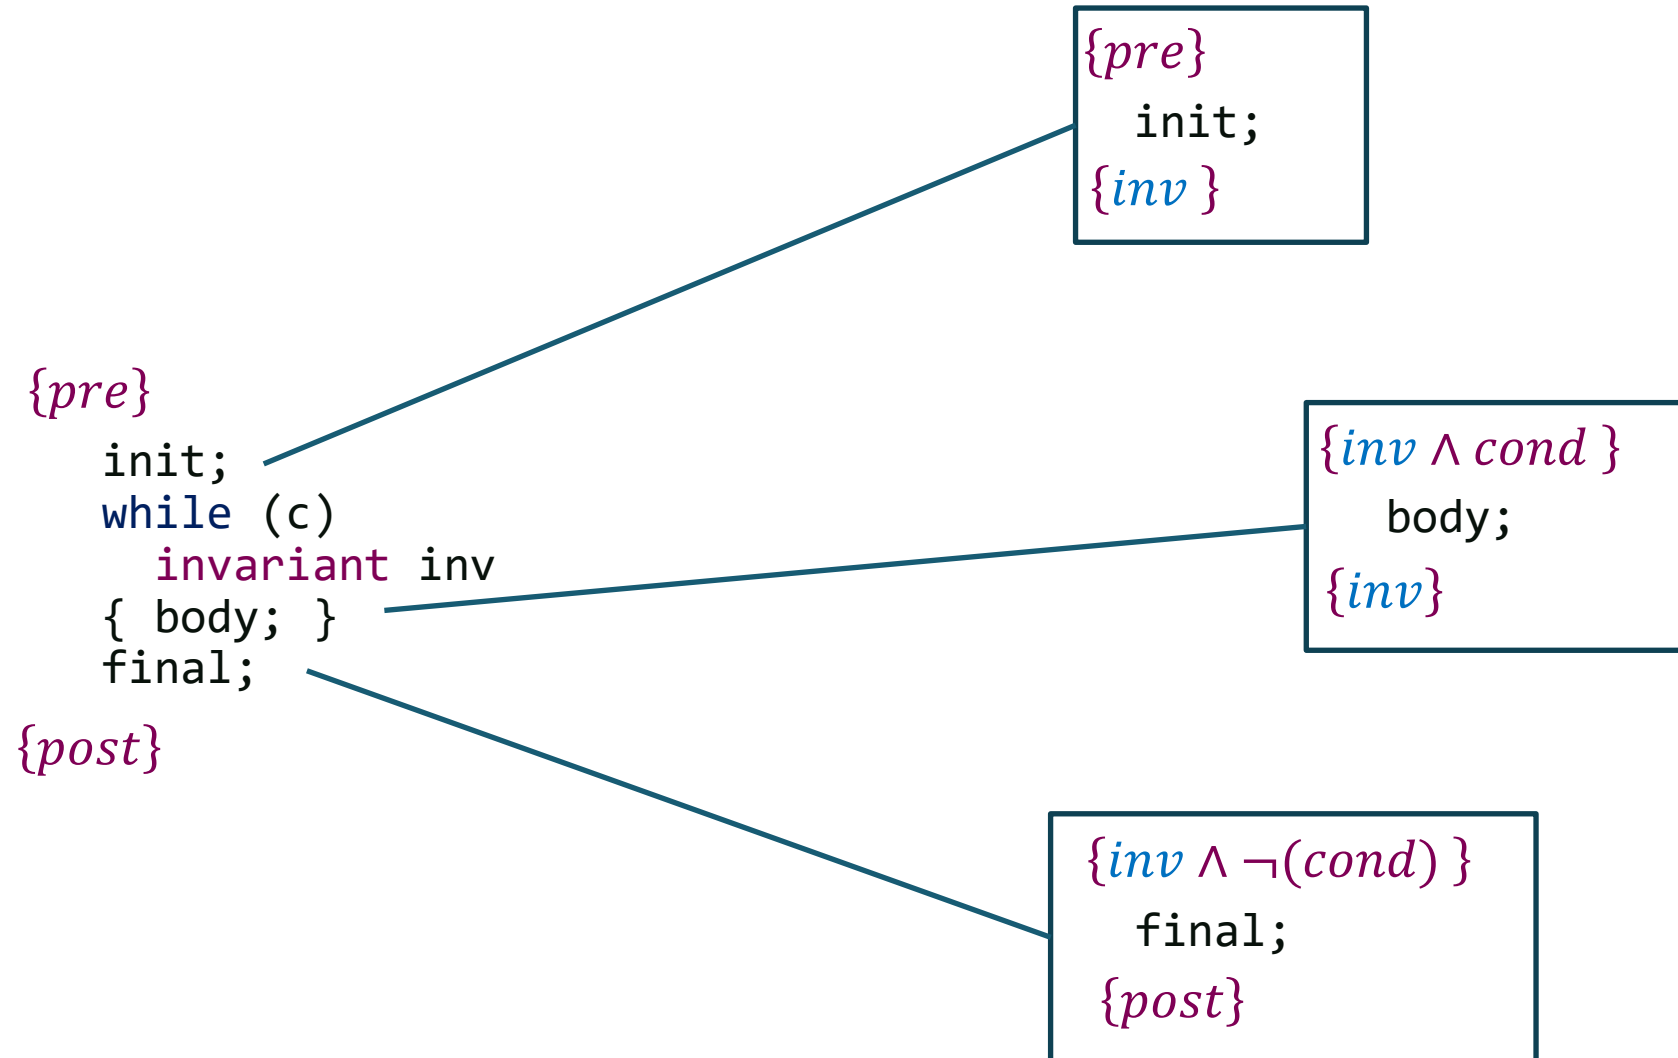 {pre}
init;
while (c)
invariant inv
{ body; }
final;
{post}
{pre}
init;
{inv }
{inv ∧ cond }
body;
{inv}
{inv ∧ ¬(cond) }
final;
{post}